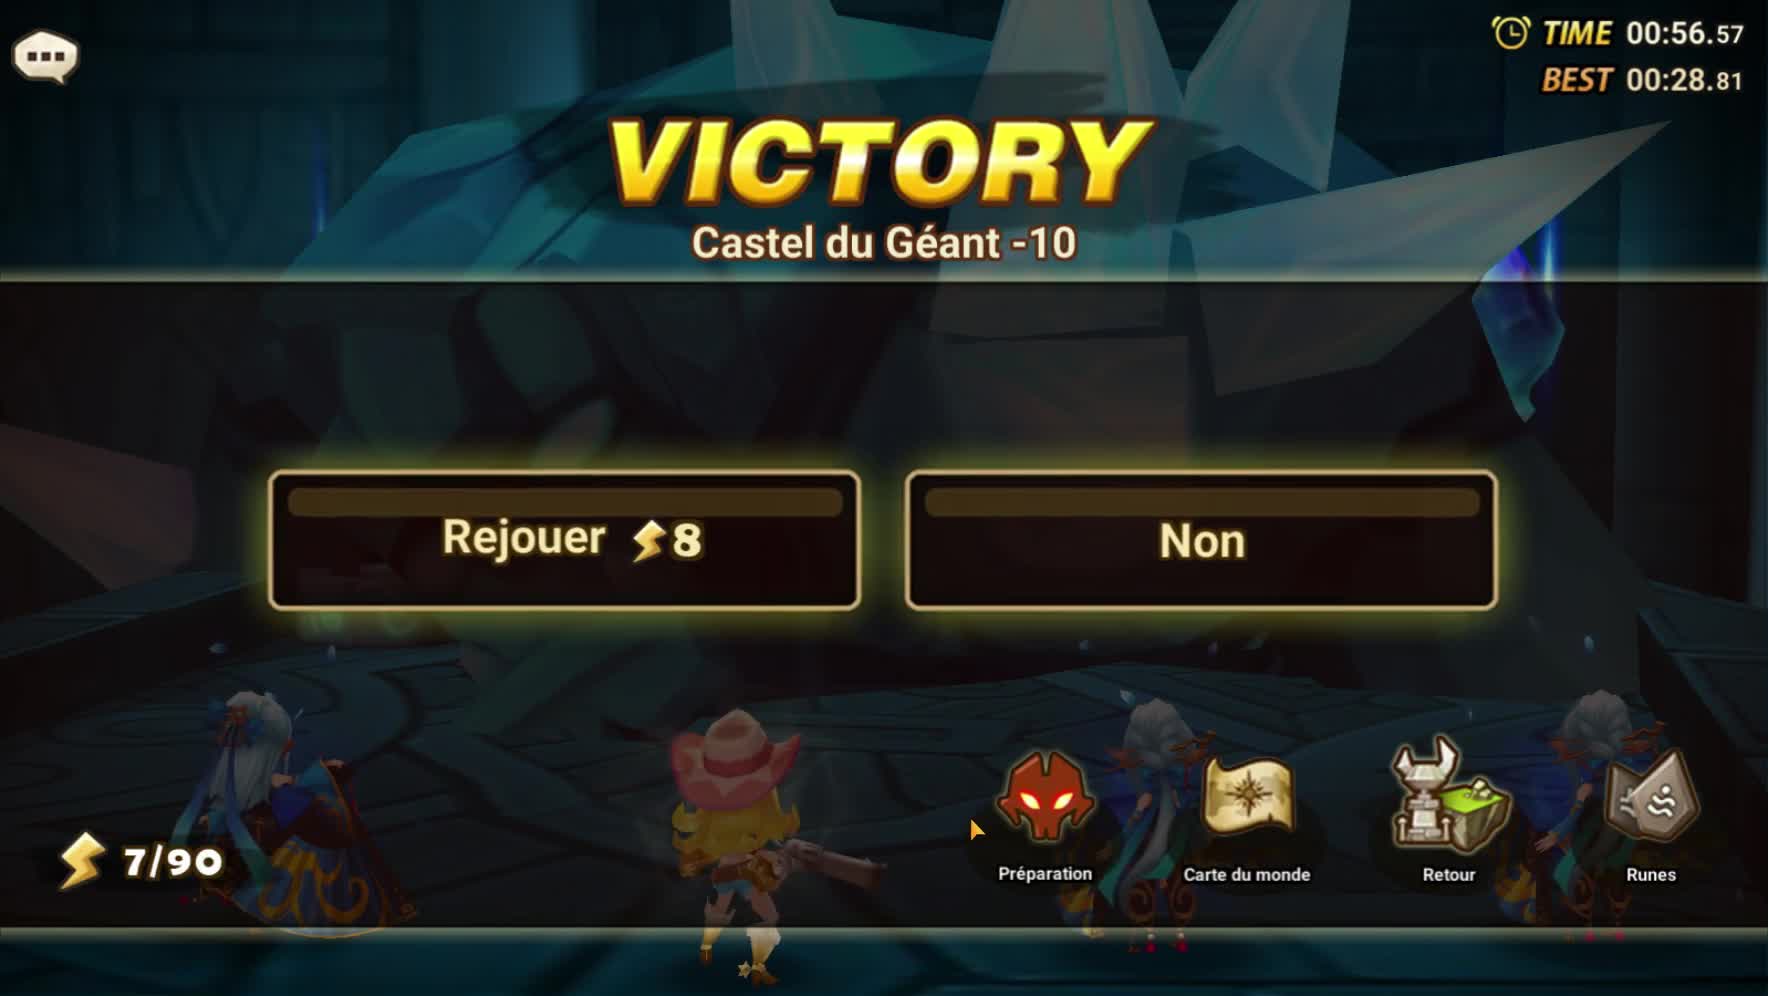 TIME 00:56.57
BEST 00:28.81
VICTORY
Castel du Géant -10
Rejouer 8
Non
7/90
Préparation
Carte du monde
Retour
Runes